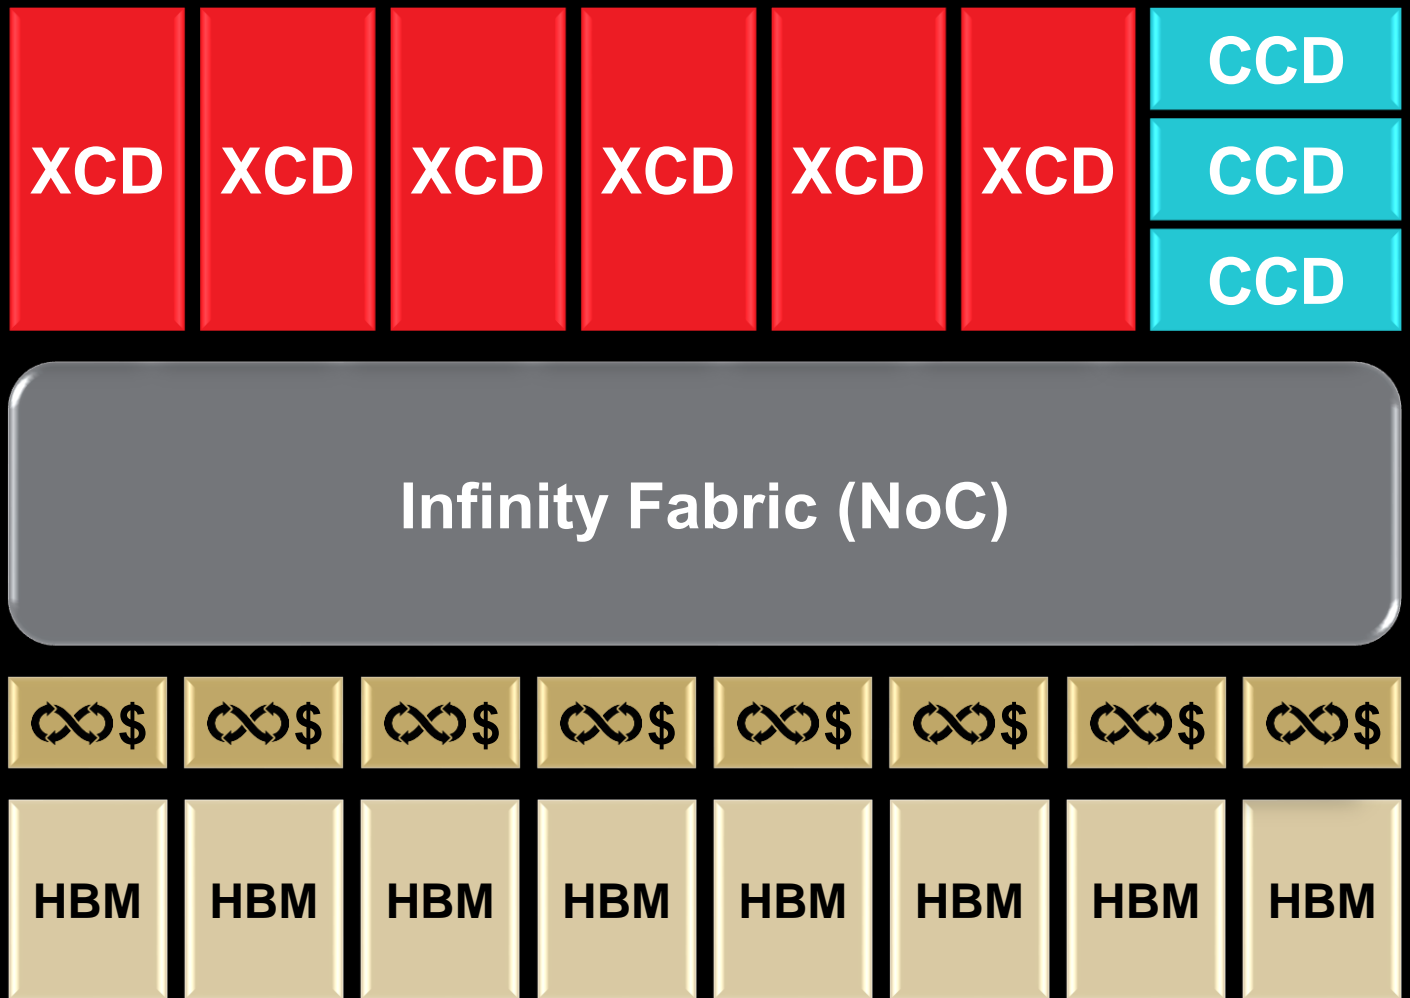 XCD XCD XCD XCD XCD XCD CCD
CCD
CCD
Infinity Fabric (NoC)
∞$ ∞$ ∞$ ∞$ ∞$ ∞$ ∞$ ∞$
HBM HBM HBM HBM HBM HBM HBM HBM